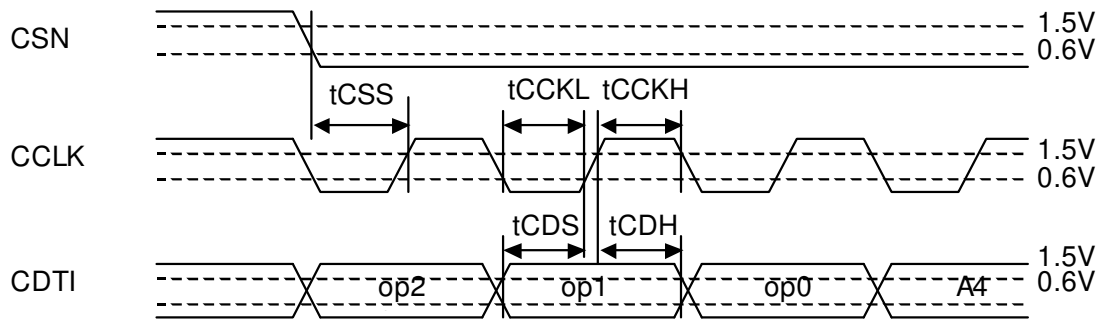 CSN
1.5V
0.6V
tCSS
tCCKL
tCCKH
CCLK
1.5V
0.6V
tCDS
tCDH
CDTI
op2
op1
op0
A4
1.5V
0.6V